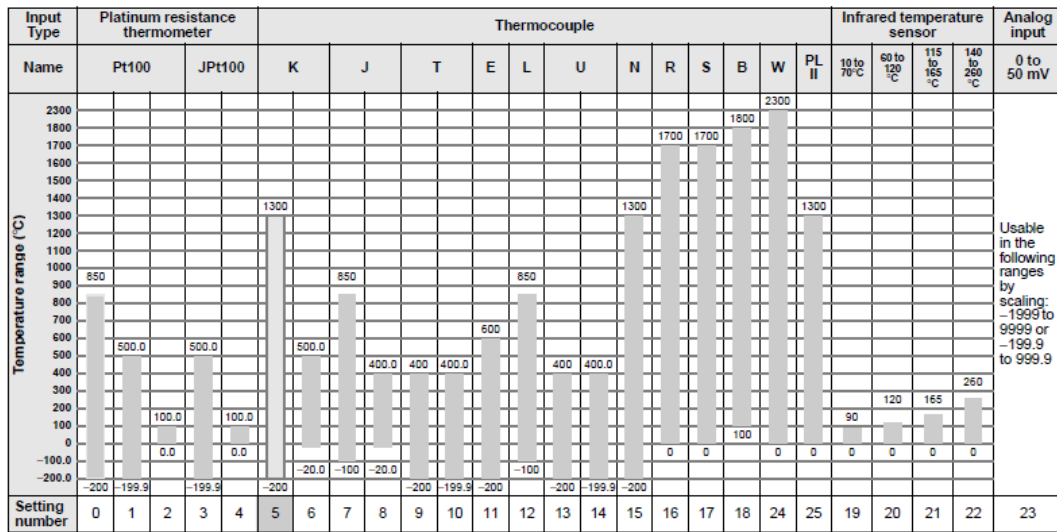 Input Type Platinum resistance thermometer Thermocouple Infrared temperature sensor Analog input
Name Pt100 JPt100 K J T E L U N R S B W PL II 10 to 70°C 60 to 120 °C 115 to 165 °C 140 to 260 °C 0 to 50 mV
Temperature range (°C)
2300
1800
1700
1600
1500
1400
1300
1200
1100
1000
900
800
700
600
500
400
300
200
100
0
−100.0
−200.0
2300
1800
1700 1700
1300 1300 1300
850 850 850
600
500.0 500.0 500.0
400.0 400 400.0 400 400.0
260
120 165
100.0 100.0 90
100
0.0 0.0 0 0 0 0 0 0 0 0
−20.0 −100 −20.0 −100
−200 −199.9 −199.9 −200 −200 −199.9 −200 −200 −199.9 −200
Usable
in the
following
ranges
by
scaling:
−1999 to
9999 or
−199.9
to 999.9
Setting number 0 1 2 3 4 5 6 7 8 9 10 11 12 13 14 15 16 17 18 24 25 19 20 21 22 23